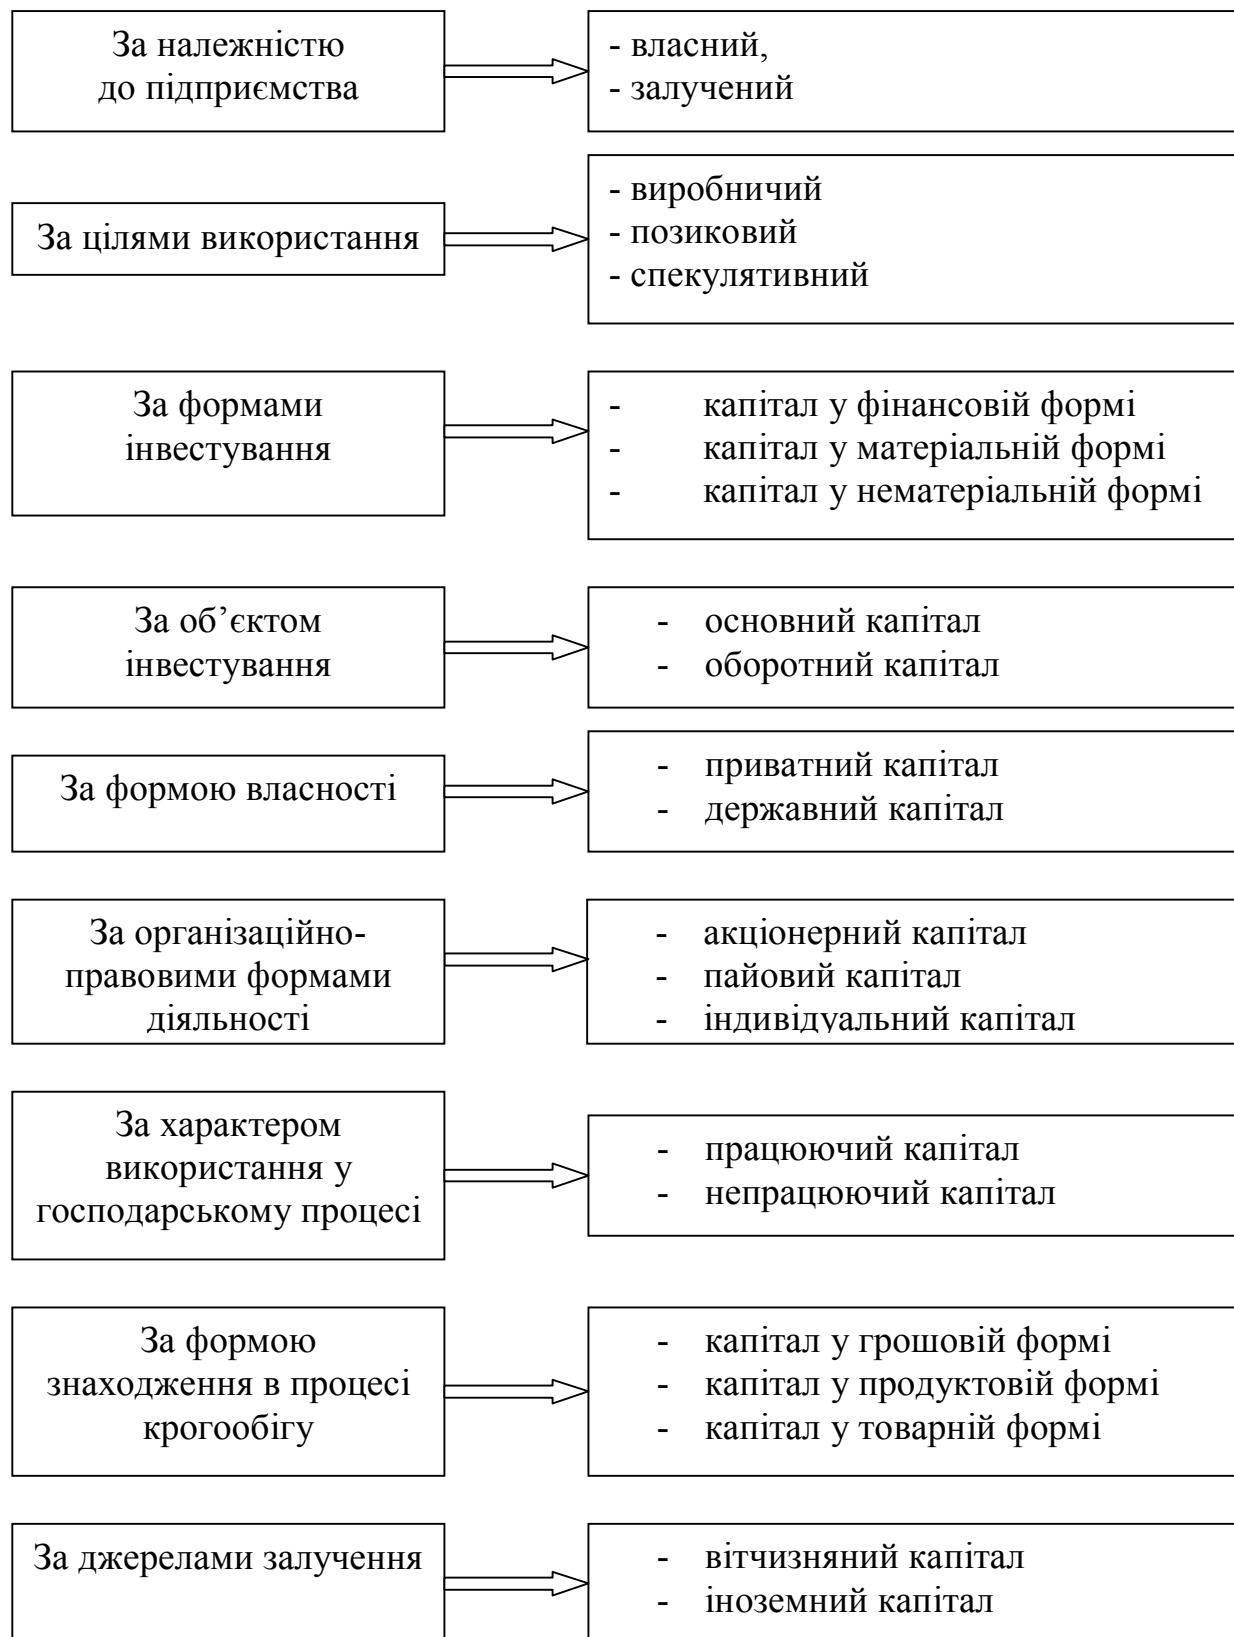 За належністю
до підприємства
- власний,
- залучений
За цілями використання
- виробничий
- позиковий
- спекулятивний
За формами
інвестування
- капітал у фінансовій формі
- капітал у матеріальній формі
- капітал у нематеріальній формі
За об’єктом
інвестування
- основний капітал
- оборотний капітал
За формою власності
- приватний капітал
- державний капітал
За організаційно-
правовими формами
діяльності
- акціонерний капітал
- пайовий капітал
- індивідуальний капітал
За характером
використання у
господарському процесі
- працюючий капітал
- непрацюючий капітал
За формою
знаходження в процесі
крогообігу
- капітал у грошовій формі
- капітал у продуктовій формі
- капітал у товарній формі
За джерелами залучення
- вітчизняний капітал
- іноземний капітал